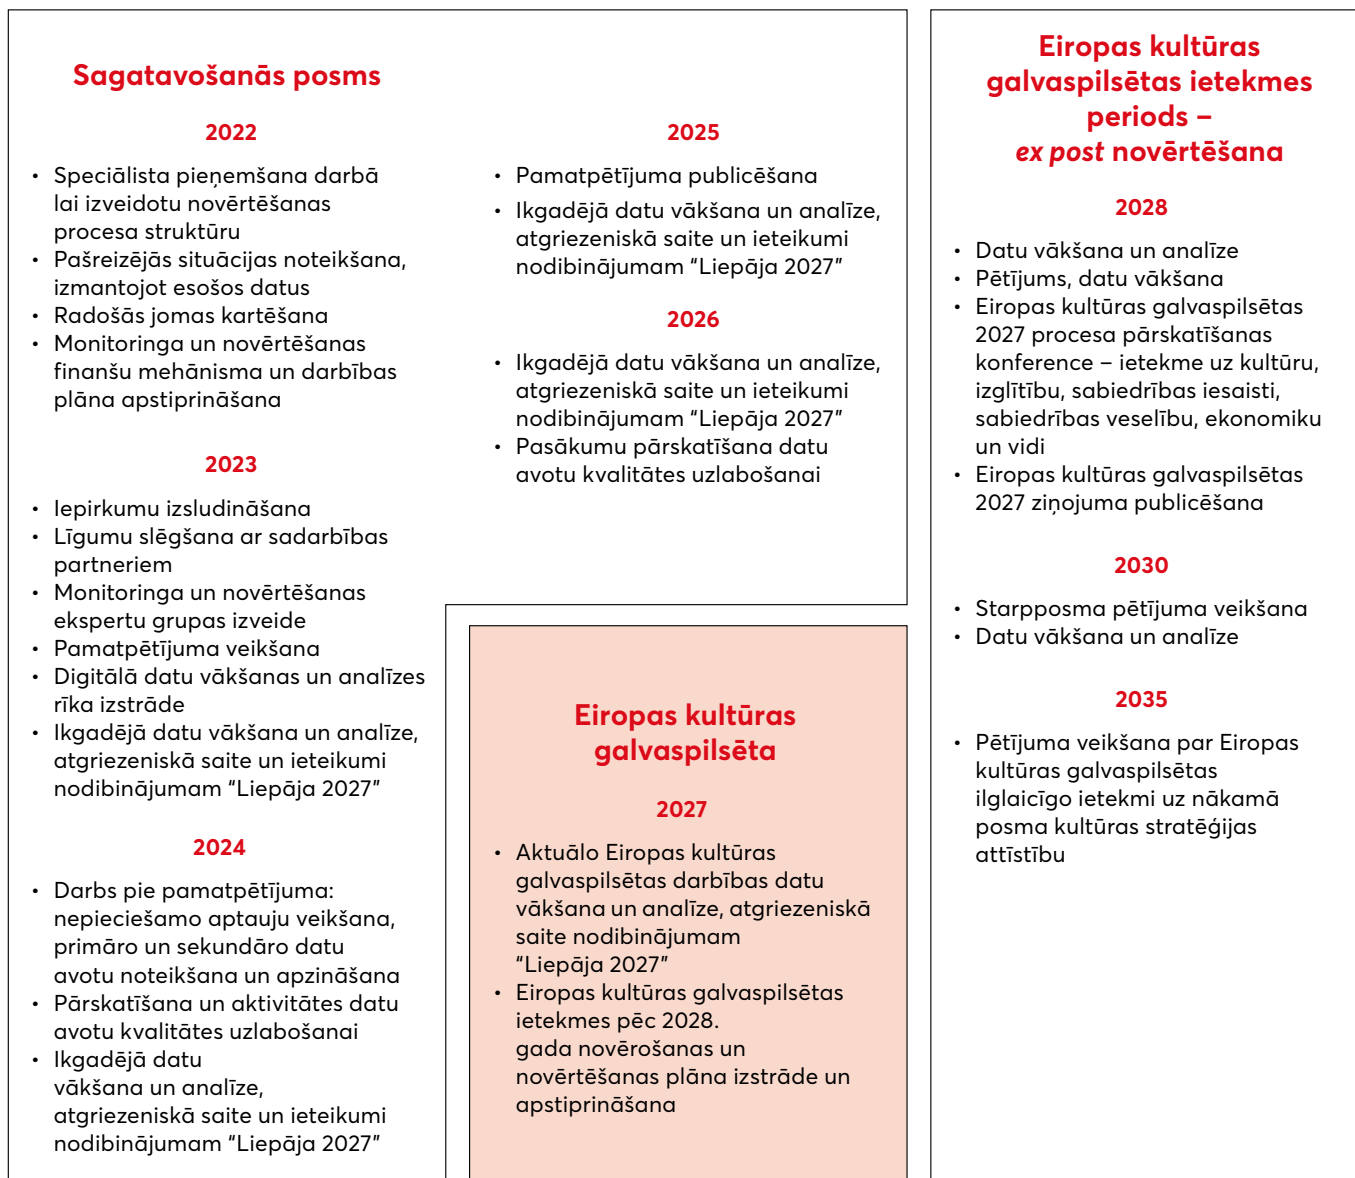 Sagatavošanās posms
2022
• Speciālista pieņemšana darbā
lai izveidotu novērtēšanas
procesa struktūru
• Pašreizējās situācijas noteikšana,
izmantojot esošos datus
• Radošās jomas kartēšana
• Monitoringa un novērtēšanas
finanšu mehānisma un darbības
plāna apstiprināšana
2023
• Iepirkumu izsludināšana
• Līgumu slēgšana ar sadarbības
partneriem
• Monitoringa un novērtēšanas
ekspertu grupas izveide
• Pamatpētījuma veikšana
• Digitālā datu vākšanas un analīzes
rīka izstrāde
• Ikgadējā datu vākšana un analīze,
atgriezeniskā saite un ieteikumi
nodibinājumam “Liepāja 2027”
2024
• Darbs pie pamatpētījuma:
nepieciešamo aptauju veikšana,
primāro un sekundāro datu
avotu noteikšana un apzināšana
• Pārskatīšana un aktivitātes datu
avotu kvalitātes uzlabošanai
• Ikgadējā datu
vākšana un analīze,
atgriezeniskā saite un ieteikumi
nodibinājumam “Liepāja 2027”
2025
• Pamatpētījuma publicēšana
• Ikgadējā datu vākšana un analīze,
atgriezeniskā saite un ieteikumi
nodibinājumam “Liepāja 2027”
2026
• Ikgadējā datu vākšana un analīze,
atgriezeniskā saite un ieteikumi
nodibinājumam “Liepāja 2027”
• Pasākumu pārskatīšana datu
avotu kvalitātes uzlabošanai
Eiropas kultūras
galvaspilsēta
2027
• Aktuālo Eiropas kultūras
galvaspilsētas darbības datu
vākšana un analīze, atgriezeniskā
saite nodibinājumam
“Liepāja 2027”
• Eiropas kultūras galvaspilsētas
ietekmes pēc 2028.
gada novērošanas un
novērtēšanas plāna izstrāde un
apstiprināšana
Eiropas kultūras
galvaspilsētas ietekmes
periods –
ex post novērtēšana
2028
• Datu vākšana un analīze
• Pētījums, datu vākšana
• Eiropas kultūras galvaspilsētas
2027 procesa pārskatīšanas
konference – ietekme uz kultūru,
izglītību, sabiedrības iesaisti,
sabiedrības veselību, ekonomiku
un vidi
• Eiropas kultūras galvaspilsētas
2027 ziņojuma publicēšana
2030
• Starpposma pētījuma veikšana
• Datu vākšana un analīze
2035
• Pētījuma veikšana par Eiropas
kultūras galvaspilsētas
ilglaicīgo ietekmi uz nākamā
posma kultūras stratēģijas
attīstību